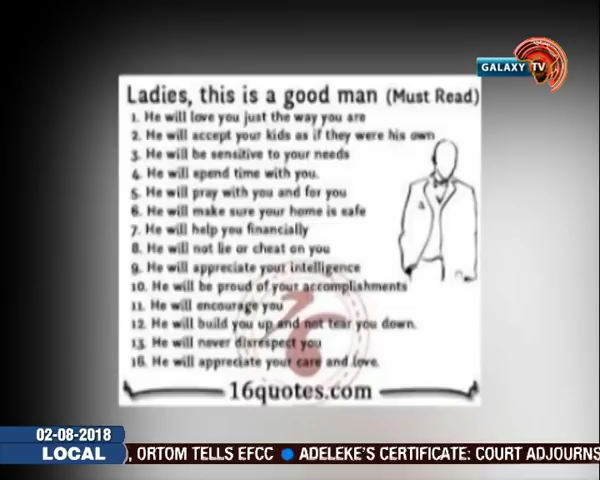 GALAXY TV
Ladies, this is a good man (Must Read)
1. He will love you just the way you are
2. He will accept your kids as if they were his own
3. He will be sensitive to your needs
4. He will spend time with you.
5. He will pray with you and for you
6. He will make sure your home is safe
7. He will help you financially
8. He will not lie or cheat on you
9. He will appreciate your intelligence
10. He will be proud of your accomplishments
11. He will encourage you
12. He will build you up and not tear you down.
13. He will never disrespect you
16. He will appreciate your care and love.
16quotes.com
02-08-2018
LOCAL ), ORTOM TELLS EFCC ADELEKE'S CERTIFICATE: COURT ADJOURNS